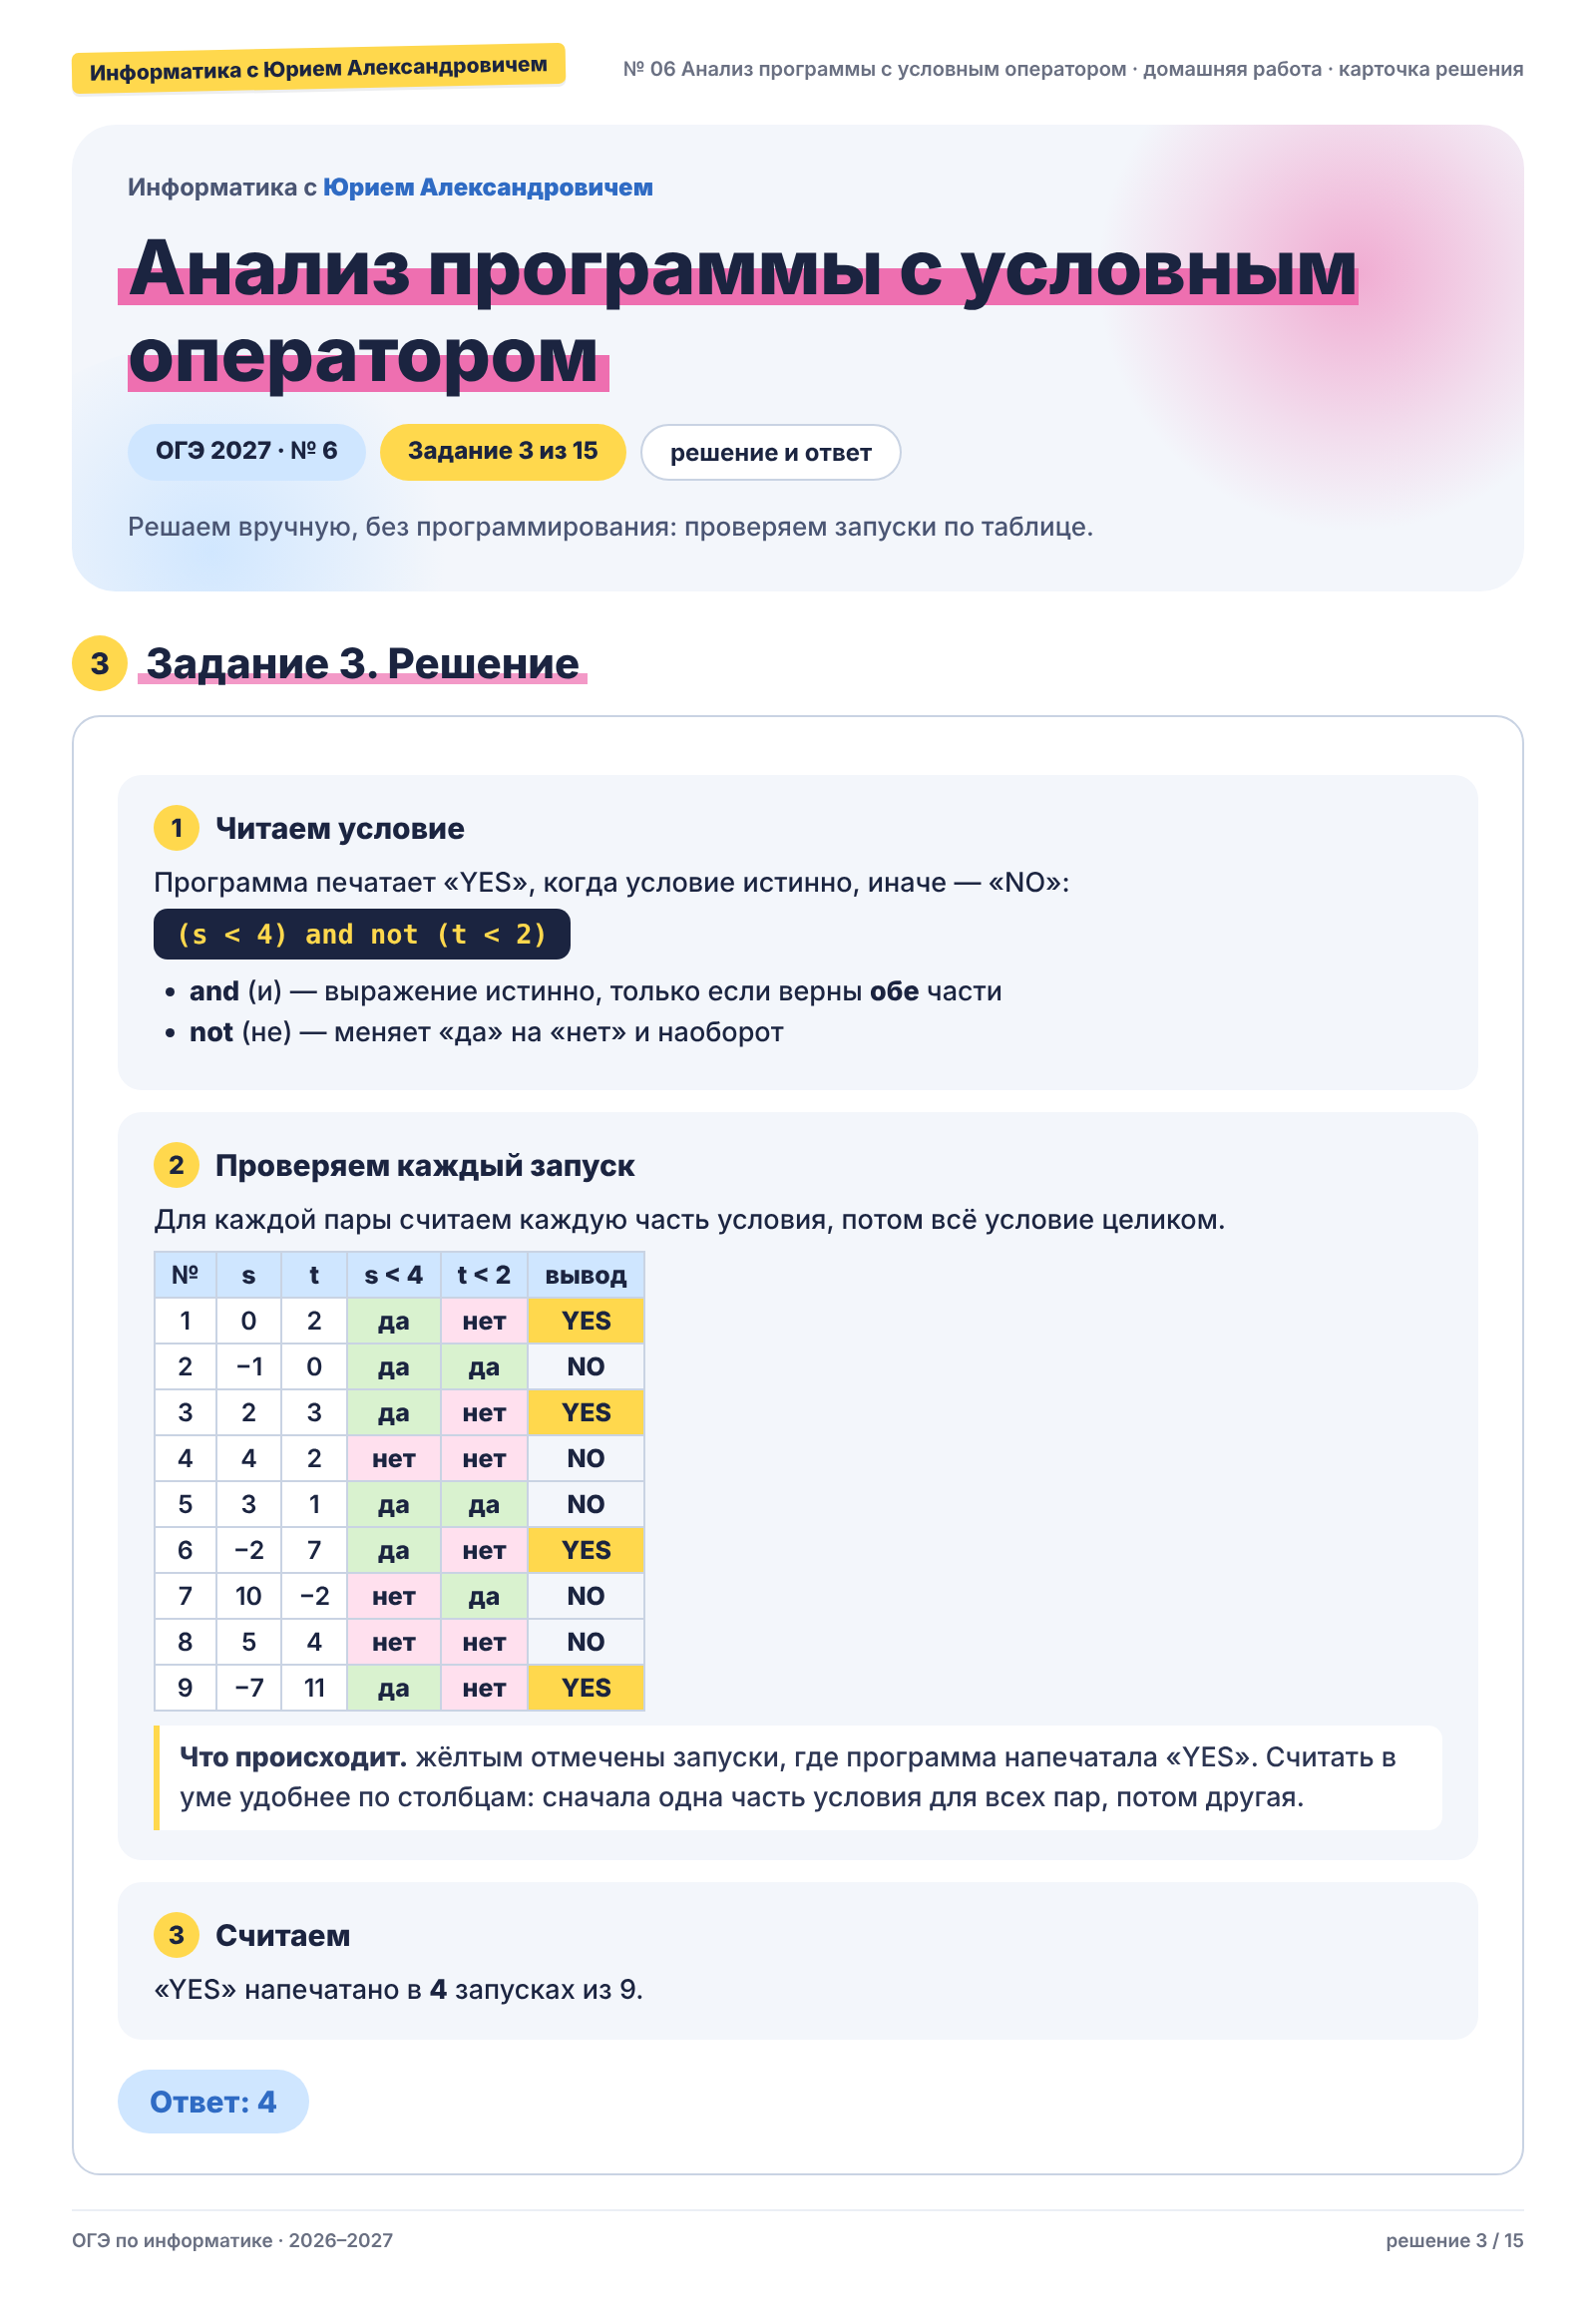 Информатика с Юрием Александровичем
№ 06 Анализ программы с условным оператором · домашняя работа · карточка решения
Информатика с Юрием Александровичем
Анализ программы с условным
оператором
ОГЭ 2027 · № 6
Задание 3 из 15
решение и ответ
Решаем вручную, без программирования: проверяем запуски по таблице.
3 Задание 3. Решение
1 Читаем условие
Программа печатает «YES», когда условие истинно, иначе — «NO»:
(s < 4) and not (t < 2)
• and (и) — выражение истинно, только если верны обе части
• not (не) — меняет «да» на «нет» и наоборот
2 Проверяем каждый запуск
Для каждой пары считаем каждую часть условия, потом всё условие целиком.
№ s t s < 4 t < 2 вывод
1 0 2 да нет YES
2 −1 0 да да NO
3 2 3 да нет YES
4 4 2 нет нет NO
5 3 1 да да NO
6 −2 7 да нет YES
7 10 −2 нет да NO
8 5 4 нет нет NO
9 −7 11 да нет YES
Что происходит. жёлтым отмечены запуски, где программа напечатала «YES». Считать в
уме удобнее по столбцам: сначала одна часть условия для всех пар, потом другая.
3 Считаем
«YES» напечатано в 4 запусках из 9.
Ответ: 4
ОГЭ по информатике · 2026–2027
решение 3 / 15